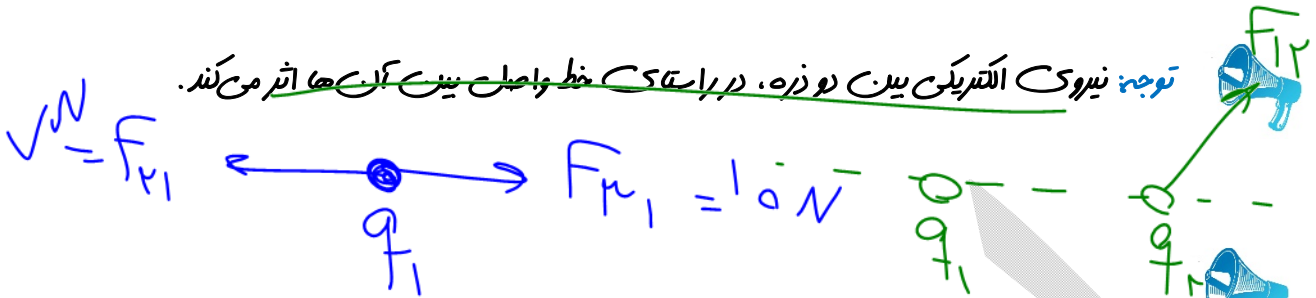 توجه: نیروی الکتریکی بین دو ذره، در راستای خط واصل بین آن ها اثر می‌کند.
F۱۲
۷N = F۲۱
F۳۱ = ۱۵N
q۱
q۱
q۲